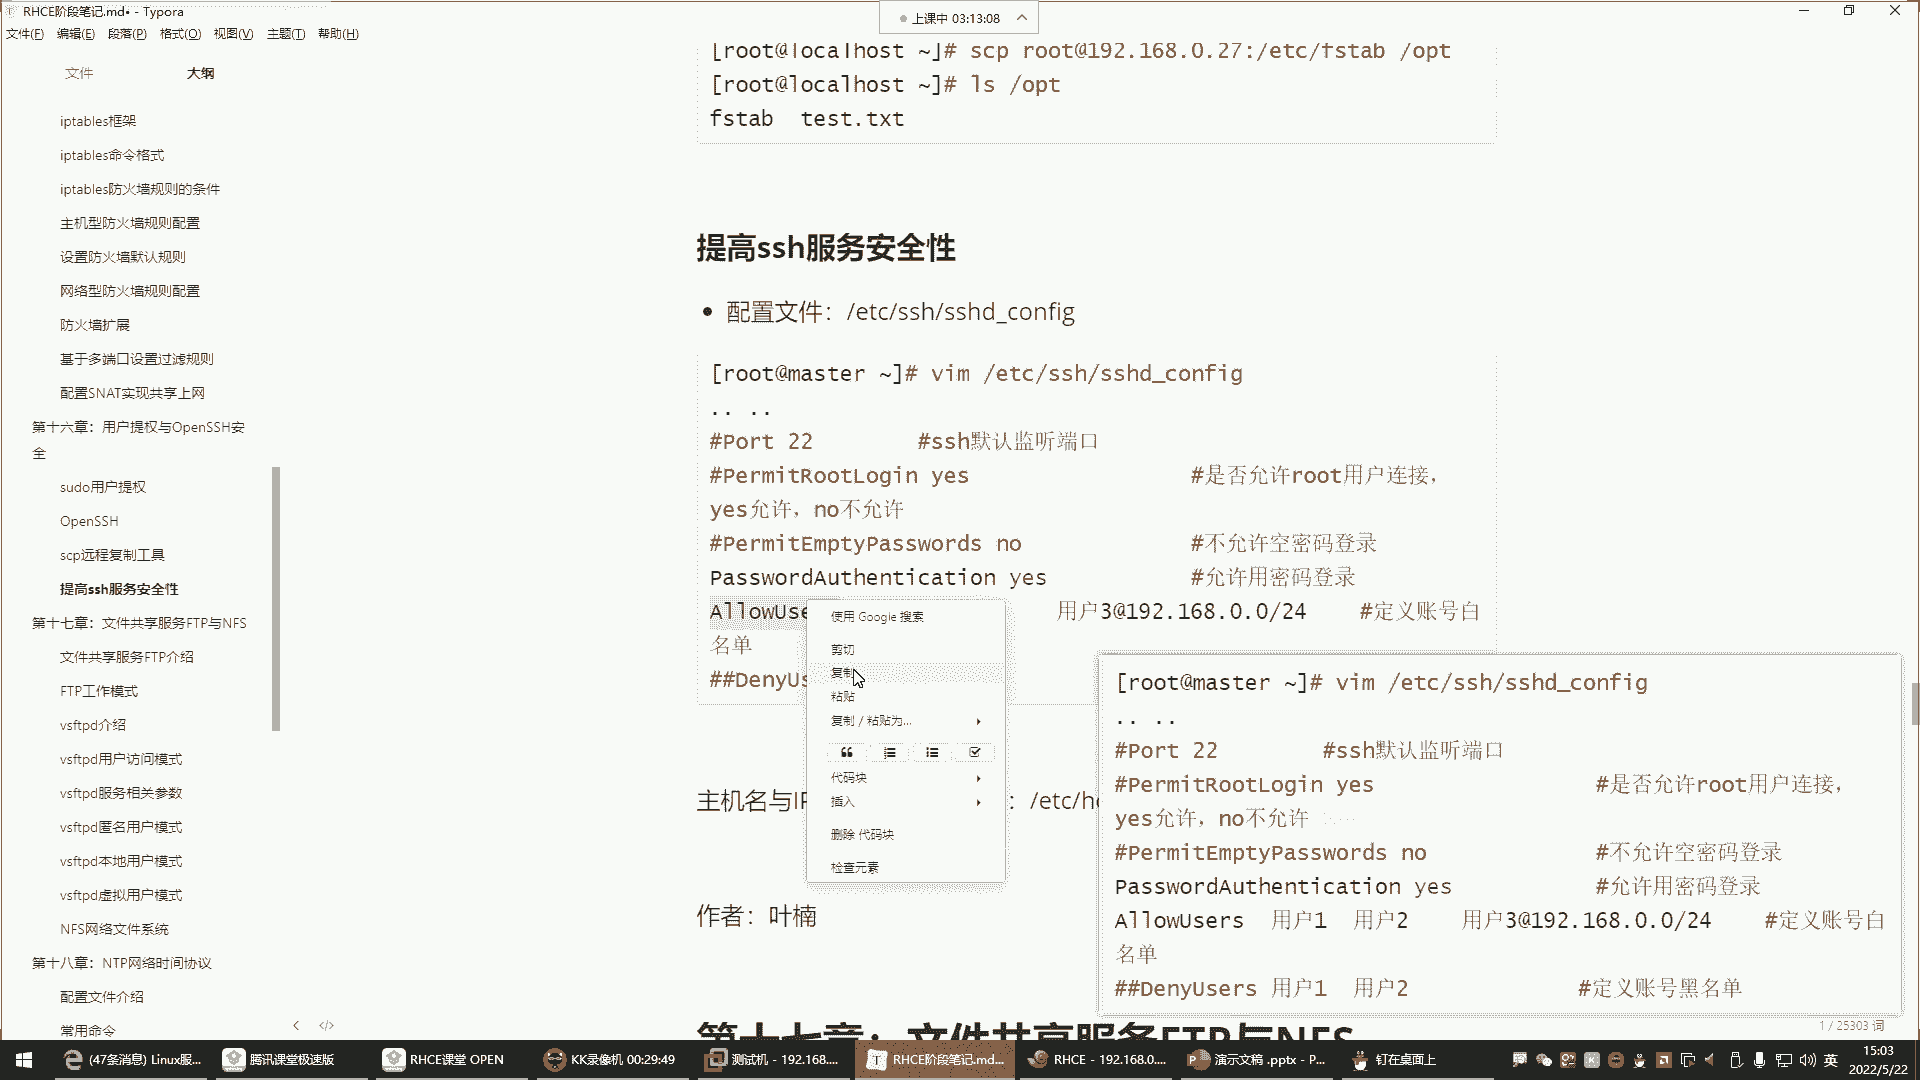 RHCE阶段笔记.md• - Typora
上课中 03:13:08
文件(F) 编辑(E) 段落(P) 格式(O) 视图(V) 主题(T) 帮助(H)
文件 大纲
iptables框架
iptables命令格式
iptables防火墙规则的条件
主机型防火墙规则配置
设置防火墙默认规则
网络型防火墙规则配置
防火墙扩展
基于多端口设置过滤规则
配置SNAT实现共享上网
第十六章：用户提权与OpenSSH安
全
sudo用户提权
OpenSSH
scp远程复制工具
提高ssh服务安全性
第十七章：文件共享服务FTP与NFS
文件共享服务FTP介绍
FTP工作模式
vsftpd介绍
vsftpd用户访问模式
vsftpd服务相关参数
vsftpd匿名用户模式
vsftpd本地用户模式
vsftpd虚拟用户模式
NFS网络文件系统
第十八章：NTP网络时间协议
配置文件介绍
常用命令
[root@localhost ~]# scp root@192.168.0.27:/etc/fstab /opt
[root@localhost ~]# ls /opt
fstab  test.txt
提高ssh服务安全性
• 配置文件：/etc/ssh/sshd_config
[root@master ~]# vim /etc/ssh/sshd_config
.. ..
#Port 22 #ssh默认监听端口
#PermitRootLogin yes #是否允许root用户连接，
yes允许，no不允许
#PermitEmptyPasswords no #不允许空密码登录
PasswordAuthentication yes #允许用密码登录
AllowUse 用户3@192.168.0.0/24 #定义账号白
名单
##DenyUs
使用 Google 搜索
剪切
复制
粘贴
复制 / 粘贴为...
代码块
插入
删除 代码块
检查元素
主机名与IP ：/etc/h
作者：叶楠
第十七章：文件共享服务FTP与NFS
[root@master ~]# vim /etc/ssh/sshd_config
.. ..
#Port 22 #ssh默认监听端口
#PermitRootLogin yes #是否允许root用户连接，
yes允许，no不允许
#PermitEmptyPasswords no #不允许空密码登录
PasswordAuthentication yes #允许用密码登录
AllowUsers 用户1 用户2 用户3@192.168.0.0/24 #定义账号白
名单
##DenyUsers 用户1 用户2 #定义账号黑名单
1 / 25303 词
(47条消息) Linux服... 腾讯课堂极速版 RHCE课堂 OPEN KK录像机 00:29:49 测试机 - 192.168.... RHCE阶段笔记.md... RHCE - 192.168.0.... 演示文稿 .pptx - P... 钉在桌面上 英 15:03
2022/5/22